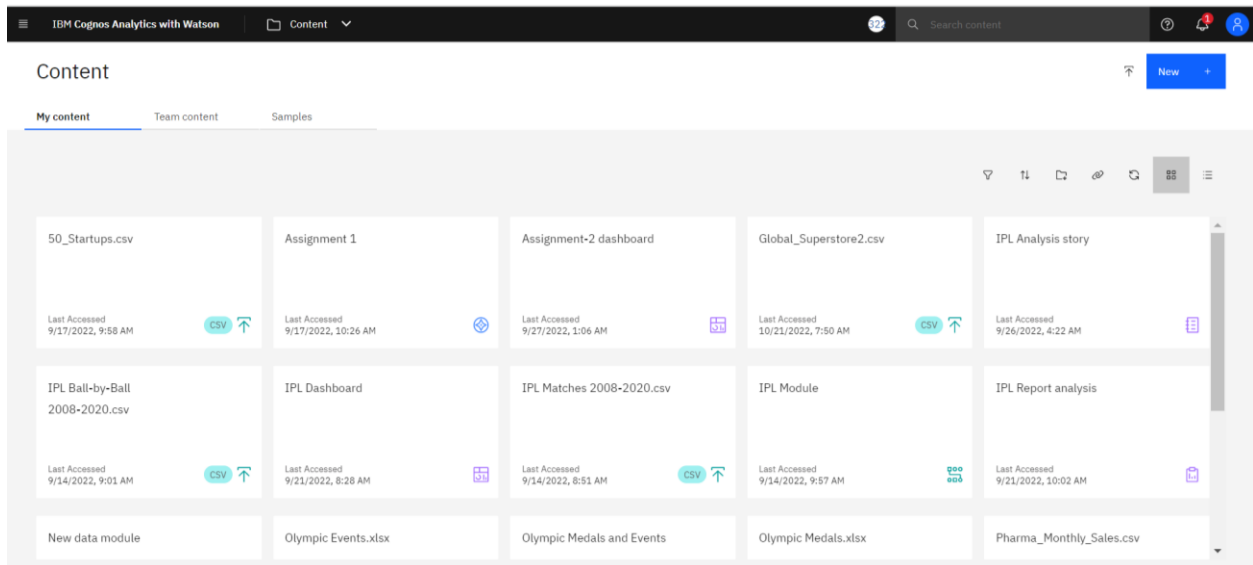 IBM Cognos Analytics with Watson
Content
Search content
1
Content
New +
My content
Team content
Samples
50_Startups.csv
Last Accessed
9/17/2022, 9:58 AM
CSV
Assignment 1
Last Accessed
9/17/2022, 10:26 AM
Assignment-2 dashboard
Last Accessed
9/27/2022, 1:06 AM
Global_Superstore2.csv
Last Accessed
10/21/2022, 7:50 AM
CSV
IPL Analysis story
Last Accessed
9/26/2022, 4:22 AM
IPL Ball-by-Ball
2008-2020.csv
Last Accessed
9/14/2022, 9:01 AM
CSV
IPL Dashboard
Last Accessed
9/21/2022, 8:28 AM
IPL Matches 2008-2020.csv
Last Accessed
9/14/2022, 8:51 AM
CSV
IPL Module
Last Accessed
9/14/2022, 9:57 AM
IPL Report analysis
Last Accessed
9/21/2022, 10:02 AM
New data module
Olympic Events.xlsx
Olympic Medals and Events
Olympic Medals.xlsx
Pharma_Monthly_Sales.csv